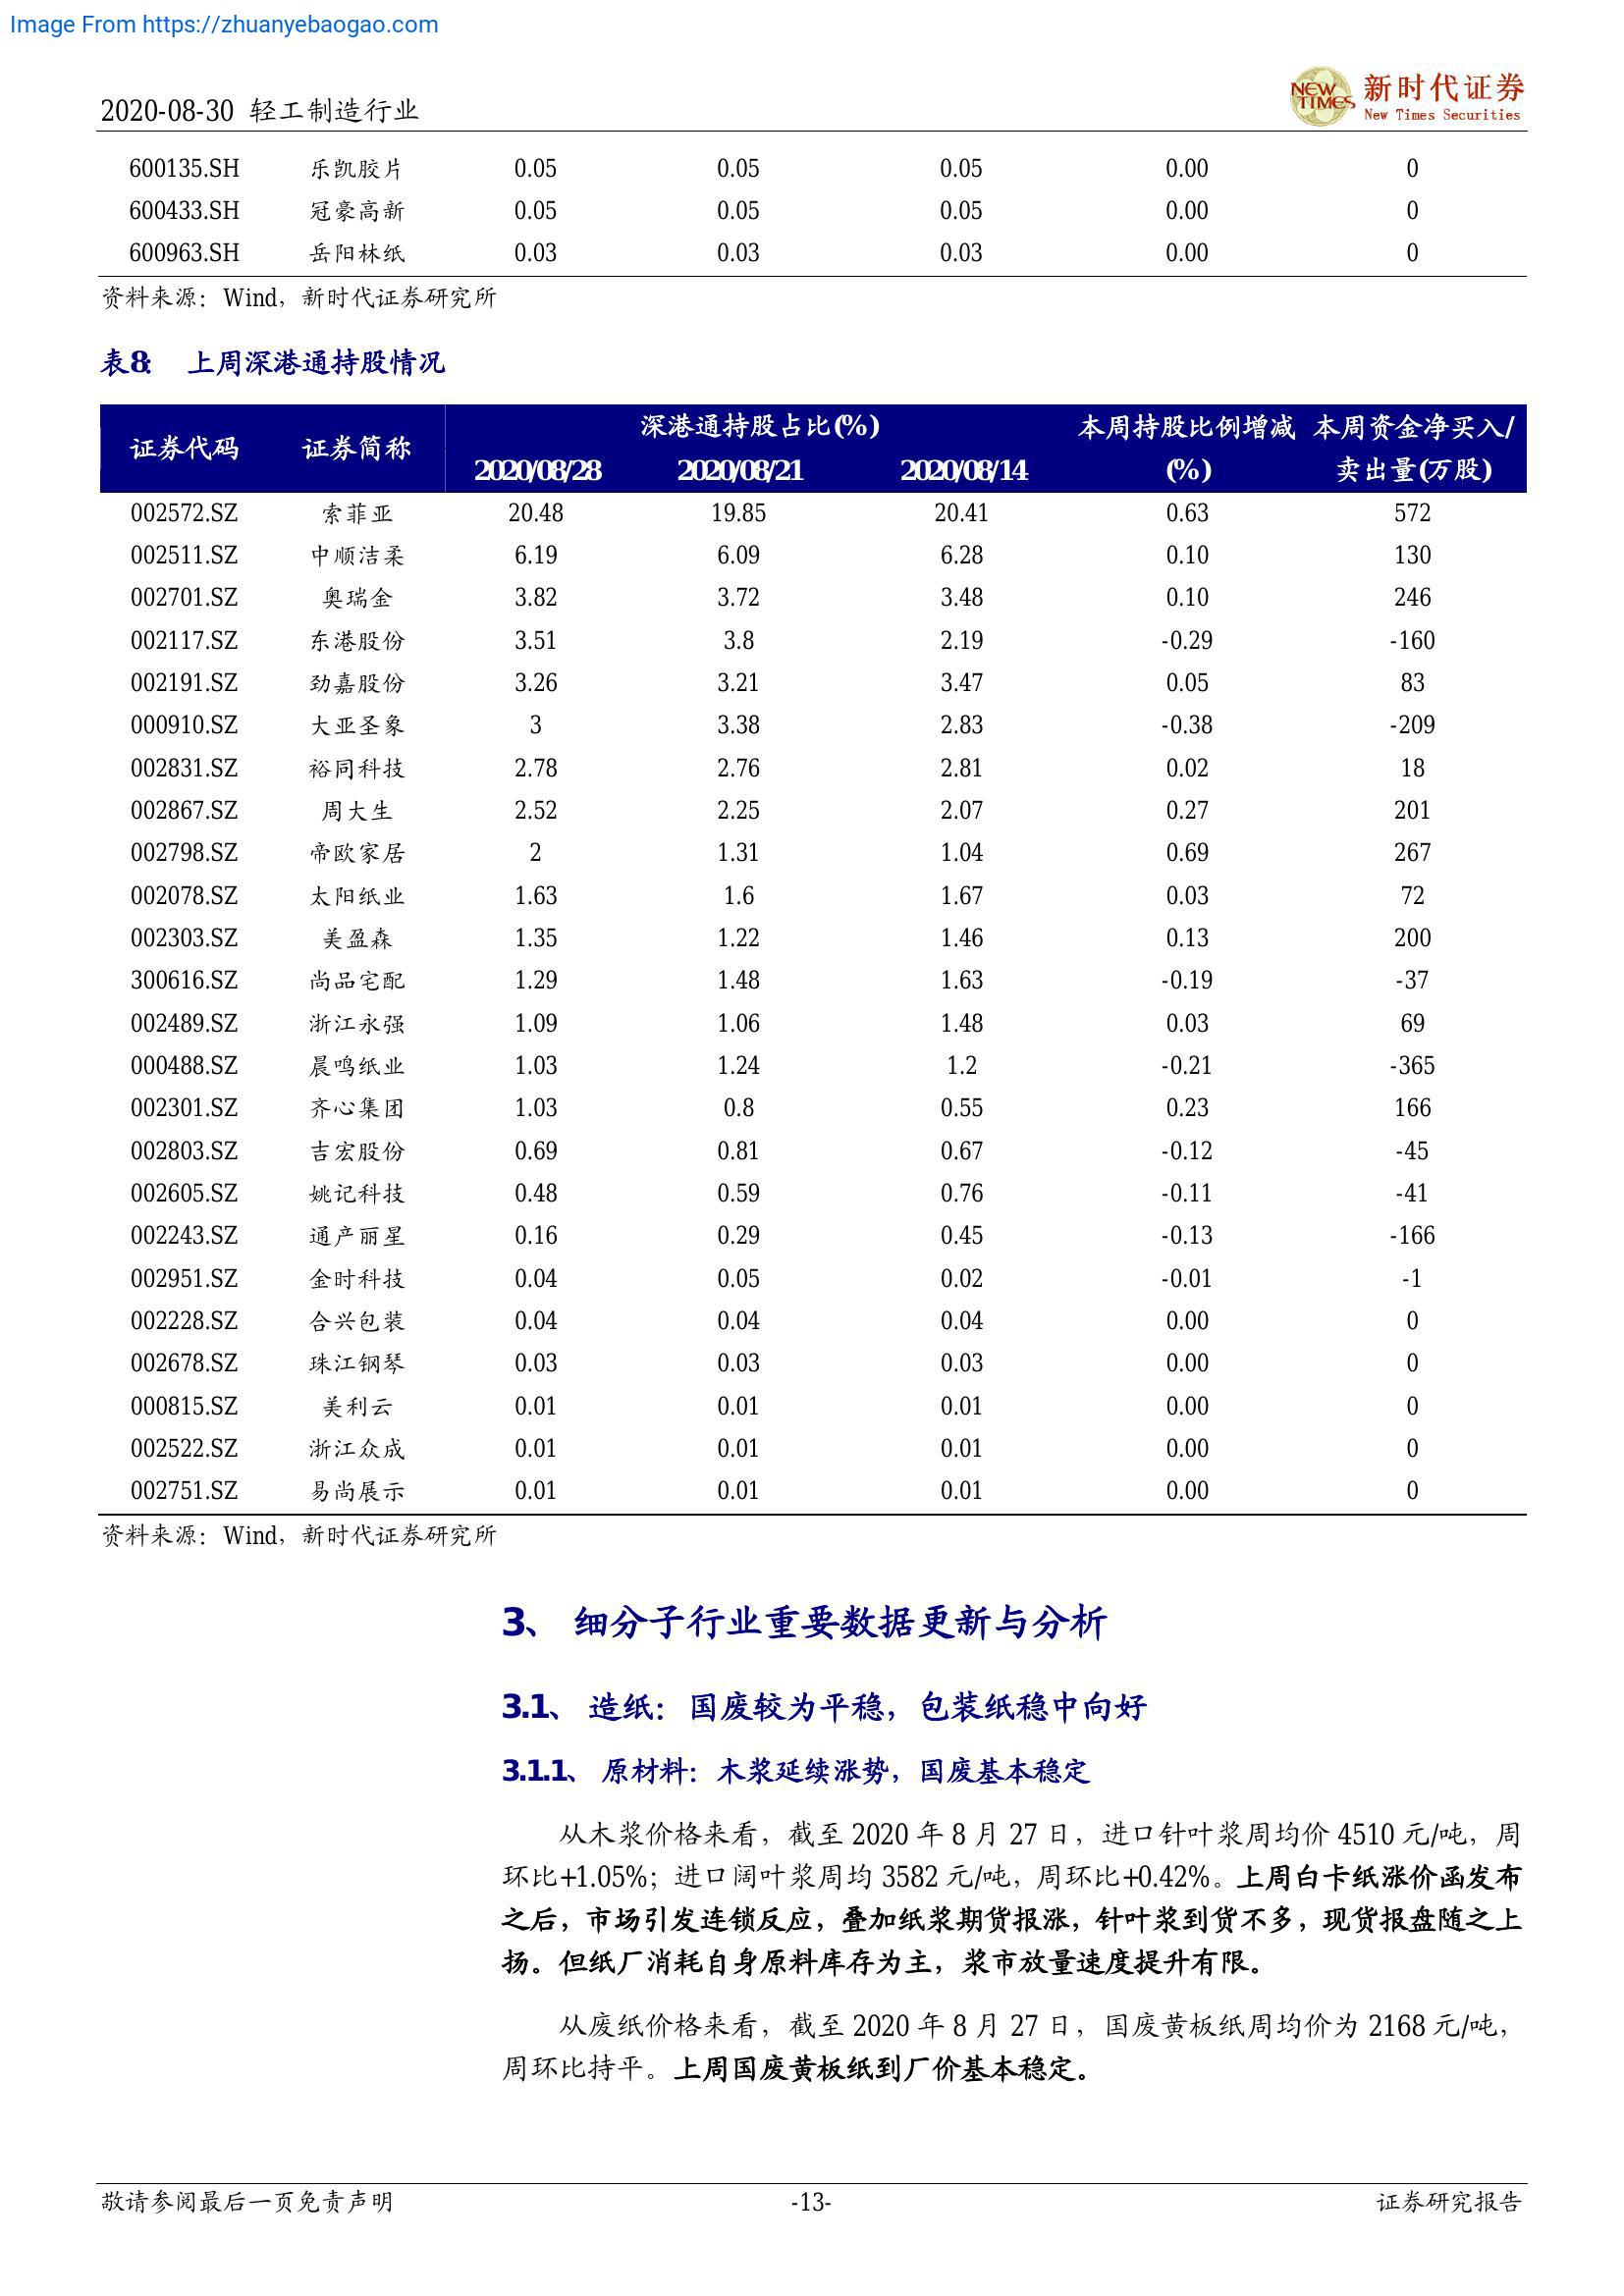 Image From https://zhuanyebaogao.com
2020-08-30 轻工制造行业
NEW TIMES 新时代证券
New Times Securities
600135.SH 乐凯胶片 0.05 0.05 0.05 0.00 0
600433.SH 冠豪高新 0.05 0.05 0.05 0.00 0
600963.SH 岳阳林纸 0.03 0.03 0.03 0.00 0
资料来源：Wind，新时代证券研究所
表8： 上周深港通持股情况
证券代码 证券简称 深港通持股占比(%) 本周持股比例增减 本周资金净买入/
2020/08/28 2020/08/21 2020/08/14 (%) 卖出量(万股)
002572.SZ 索菲亚 20.48 19.85 20.41 0.63 572
002511.SZ 中顺洁柔 6.19 6.09 6.28 0.10 130
002701.SZ 奥瑞金 3.82 3.72 3.48 0.10 246
002117.SZ 东港股份 3.51 3.8 2.19 -0.29 -160
002191.SZ 劲嘉股份 3.26 3.21 3.47 0.05 83
000910.SZ 大亚圣象 3 3.38 2.83 -0.38 -209
002831.SZ 裕同科技 2.78 2.76 2.81 0.02 18
002867.SZ 周大生 2.52 2.25 2.07 0.27 201
002798.SZ 帝欧家居 2 1.31 1.04 0.69 267
002078.SZ 太阳纸业 1.63 1.6 1.67 0.03 72
002303.SZ 美盈森 1.35 1.22 1.46 0.13 200
300616.SZ 尚品宅配 1.29 1.48 1.63 -0.19 -37
002489.SZ 浙江永强 1.09 1.06 1.48 0.03 69
000488.SZ 晨鸣纸业 1.03 1.24 1.2 -0.21 -365
002301.SZ 齐心集团 1.03 0.8 0.55 0.23 166
002803.SZ 吉宏股份 0.69 0.81 0.67 -0.12 -45
002605.SZ 姚记科技 0.48 0.59 0.76 -0.11 -41
002243.SZ 通产丽星 0.16 0.29 0.45 -0.13 -166
002951.SZ 金时科技 0.04 0.05 0.02 -0.01 -1
002228.SZ 合兴包装 0.04 0.04 0.04 0.00 0
002678.SZ 珠江钢琴 0.03 0.03 0.03 0.00 0
000815.SZ 美利云 0.01 0.01 0.01 0.00 0
002522.SZ 浙江众成 0.01 0.01 0.01 0.00 0
002751.SZ 易尚展示 0.01 0.01 0.01 0.00 0
资料来源：Wind，新时代证券研究所
3、 细分子行业重要数据更新与分析
3.1、 造纸：国废较为平稳，包装纸稳中向好
3.1.1、 原材料：木浆延续涨势，国废基本稳定
从木浆价格来看，截至 2020 年 8 月 27 日，进口针叶浆周均价 4510 元/吨，周
环比+1.05%；进口阔叶浆周均 3582 元/吨，周环比+0.42%。上周白卡纸涨价函发布
之后，市场引发连锁反应，叠加纸浆期货报涨，针叶浆到货不多，现货报盘随之上
扬。但纸厂消耗自身原料库存为主，浆市放量速度提升有限。
从废纸价格来看，截至 2020 年 8 月 27 日，国废黄板纸周均价为 2168 元/吨，
周环比持平。上周国废黄板纸到厂价基本稳定。
敬请参阅最后一页免责声明 -13- 证券研究报告